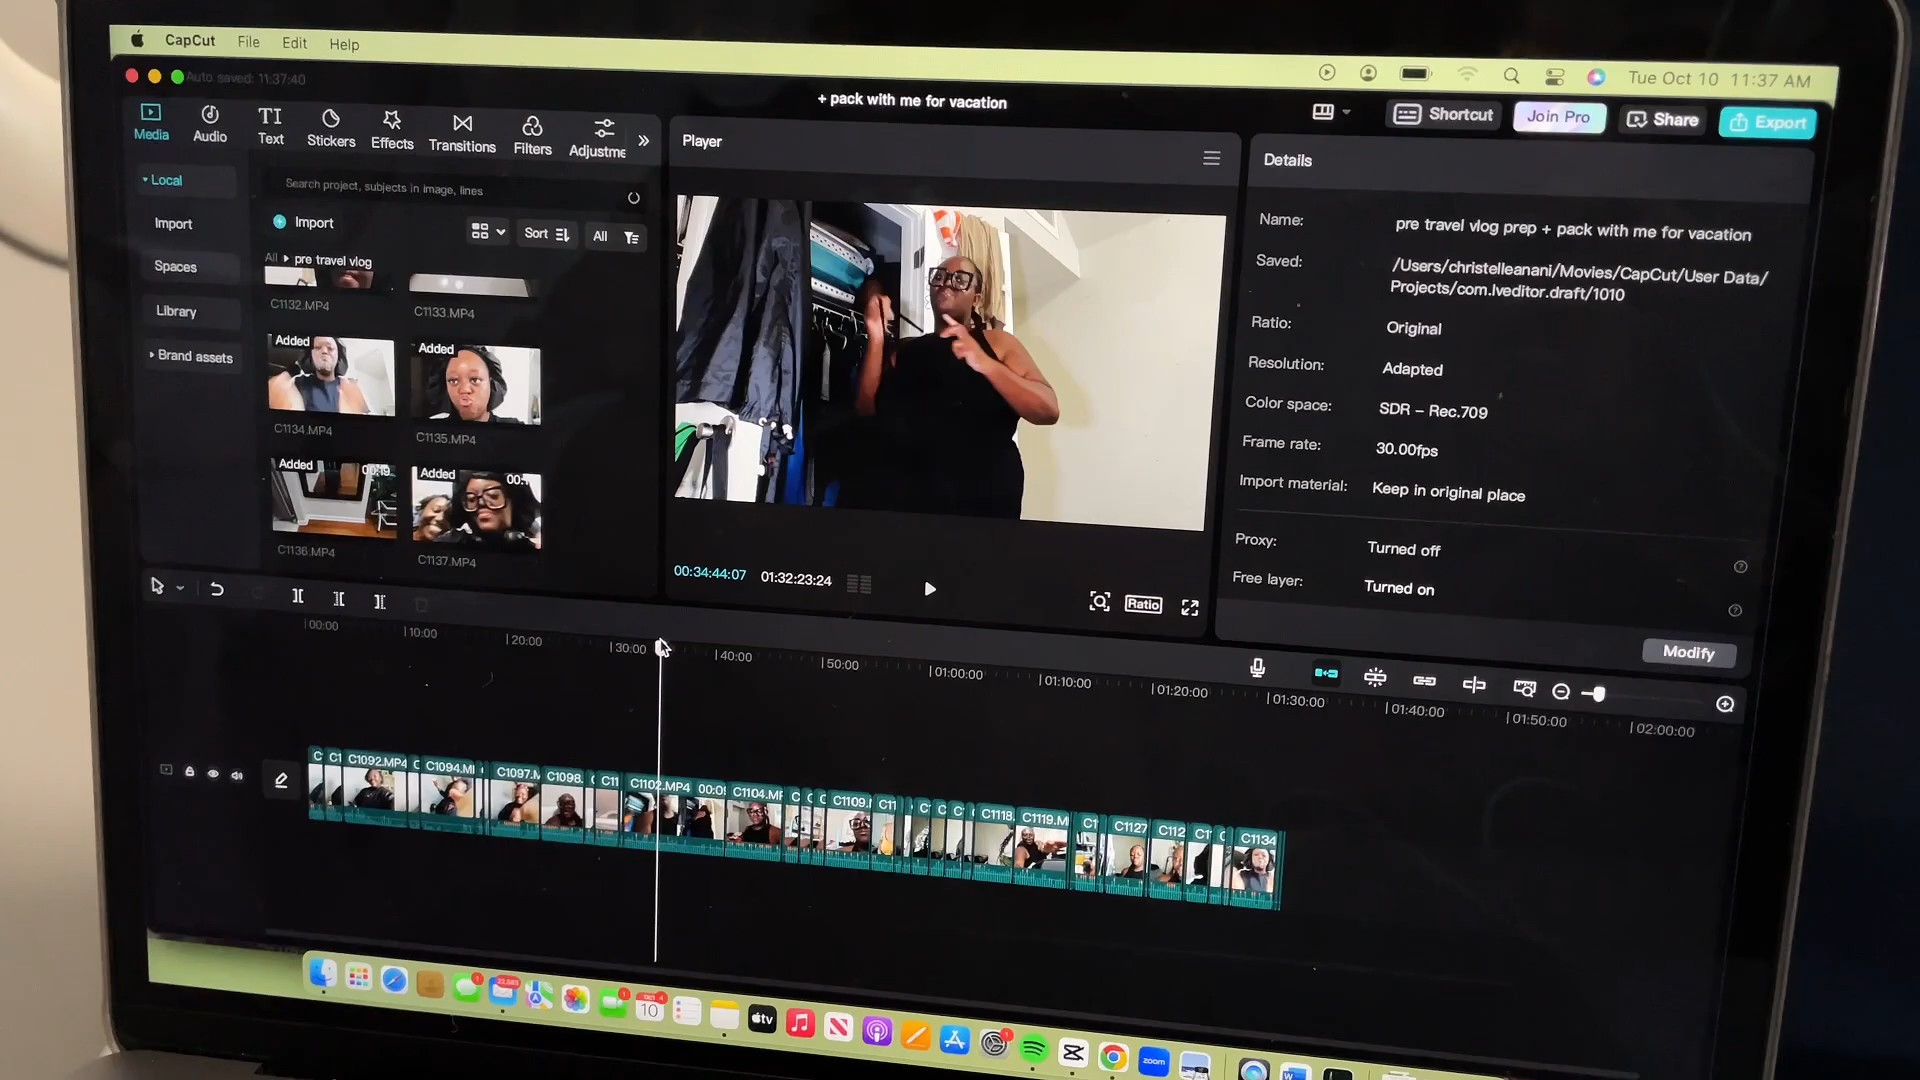 CapCut File Edit Help
Tue Oct 10 11:37 AM
Auto saved: 11:37:40
+ pack with me for vacation
Shortcut
Join Pro
Share
Export
Media
Audio
Text
Stickers
Effects
Transitions
Filters
Adjustme
Local
Import
Spaces
Library
Brand assets
Search project, subjects in image, lines
Import
Sort
All
All pre travel vlog
C1132.MP4
C1133.MP4
Added
Added
C1134.MP4
C1135.MP4
Added 00:19
Added
C1136.MP4
C1137.MP4
Player
00:34:44:07 01:32:23:24
Ratio
Details
Name: pre travel vlog prep + pack with me for vacation
Saved: /Users/christelleanani/Movies/CapCut/User Data/
Projects/com.lveditor.draft/1010
Ratio: Original
Resolution: Adapted
Color space: SDR – Rec.709
Frame rate: 30.00fps
Import material: Keep in original place
Proxy: Turned off
Free layer: Turned on
Modify
00:00 10:00 20:00 30:00 40:00 50:00 01:00:00 01:10:00 01:20:00 01:30:00 01:40:00 01:50:00 02:00:00
C C1 C1092.MP4 C C1094.M C1097.M C1098. C11 C1102.MP4 00:0 C1104.MP C C C C1109. C11 C C C C1118. C1119.M C1 C1127 C112 C1 C C1134
22,583
OCT
10
tv
zoom